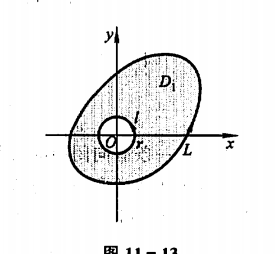 y
D₁
l
O r
L x
图 11-13